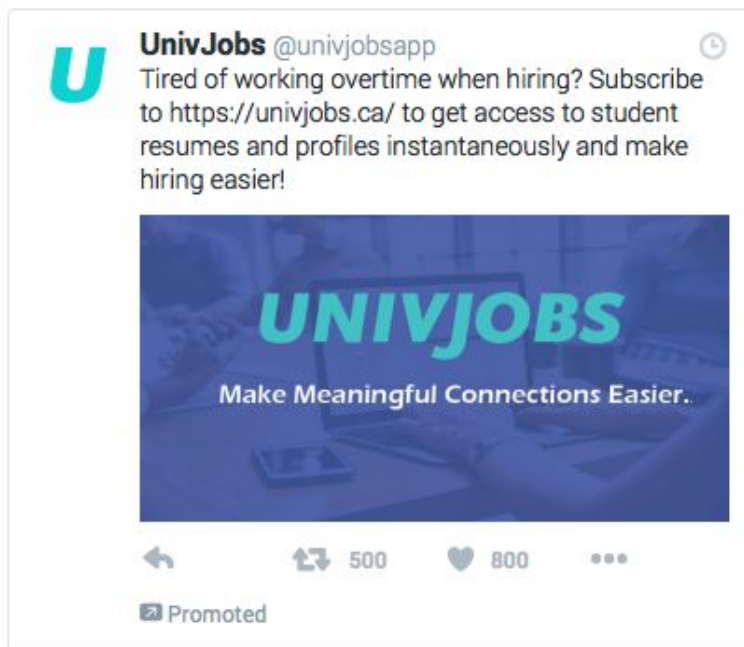 U
UnivJobs @univjobsapp
Tired of working overtime when hiring? Subscribe
to https://univjobs.ca/ to get access to student
resumes and profiles instantaneously and make
hiring easier!
UNIVJOBS
Make Meaningful Connections Easier.
500 800
Promoted